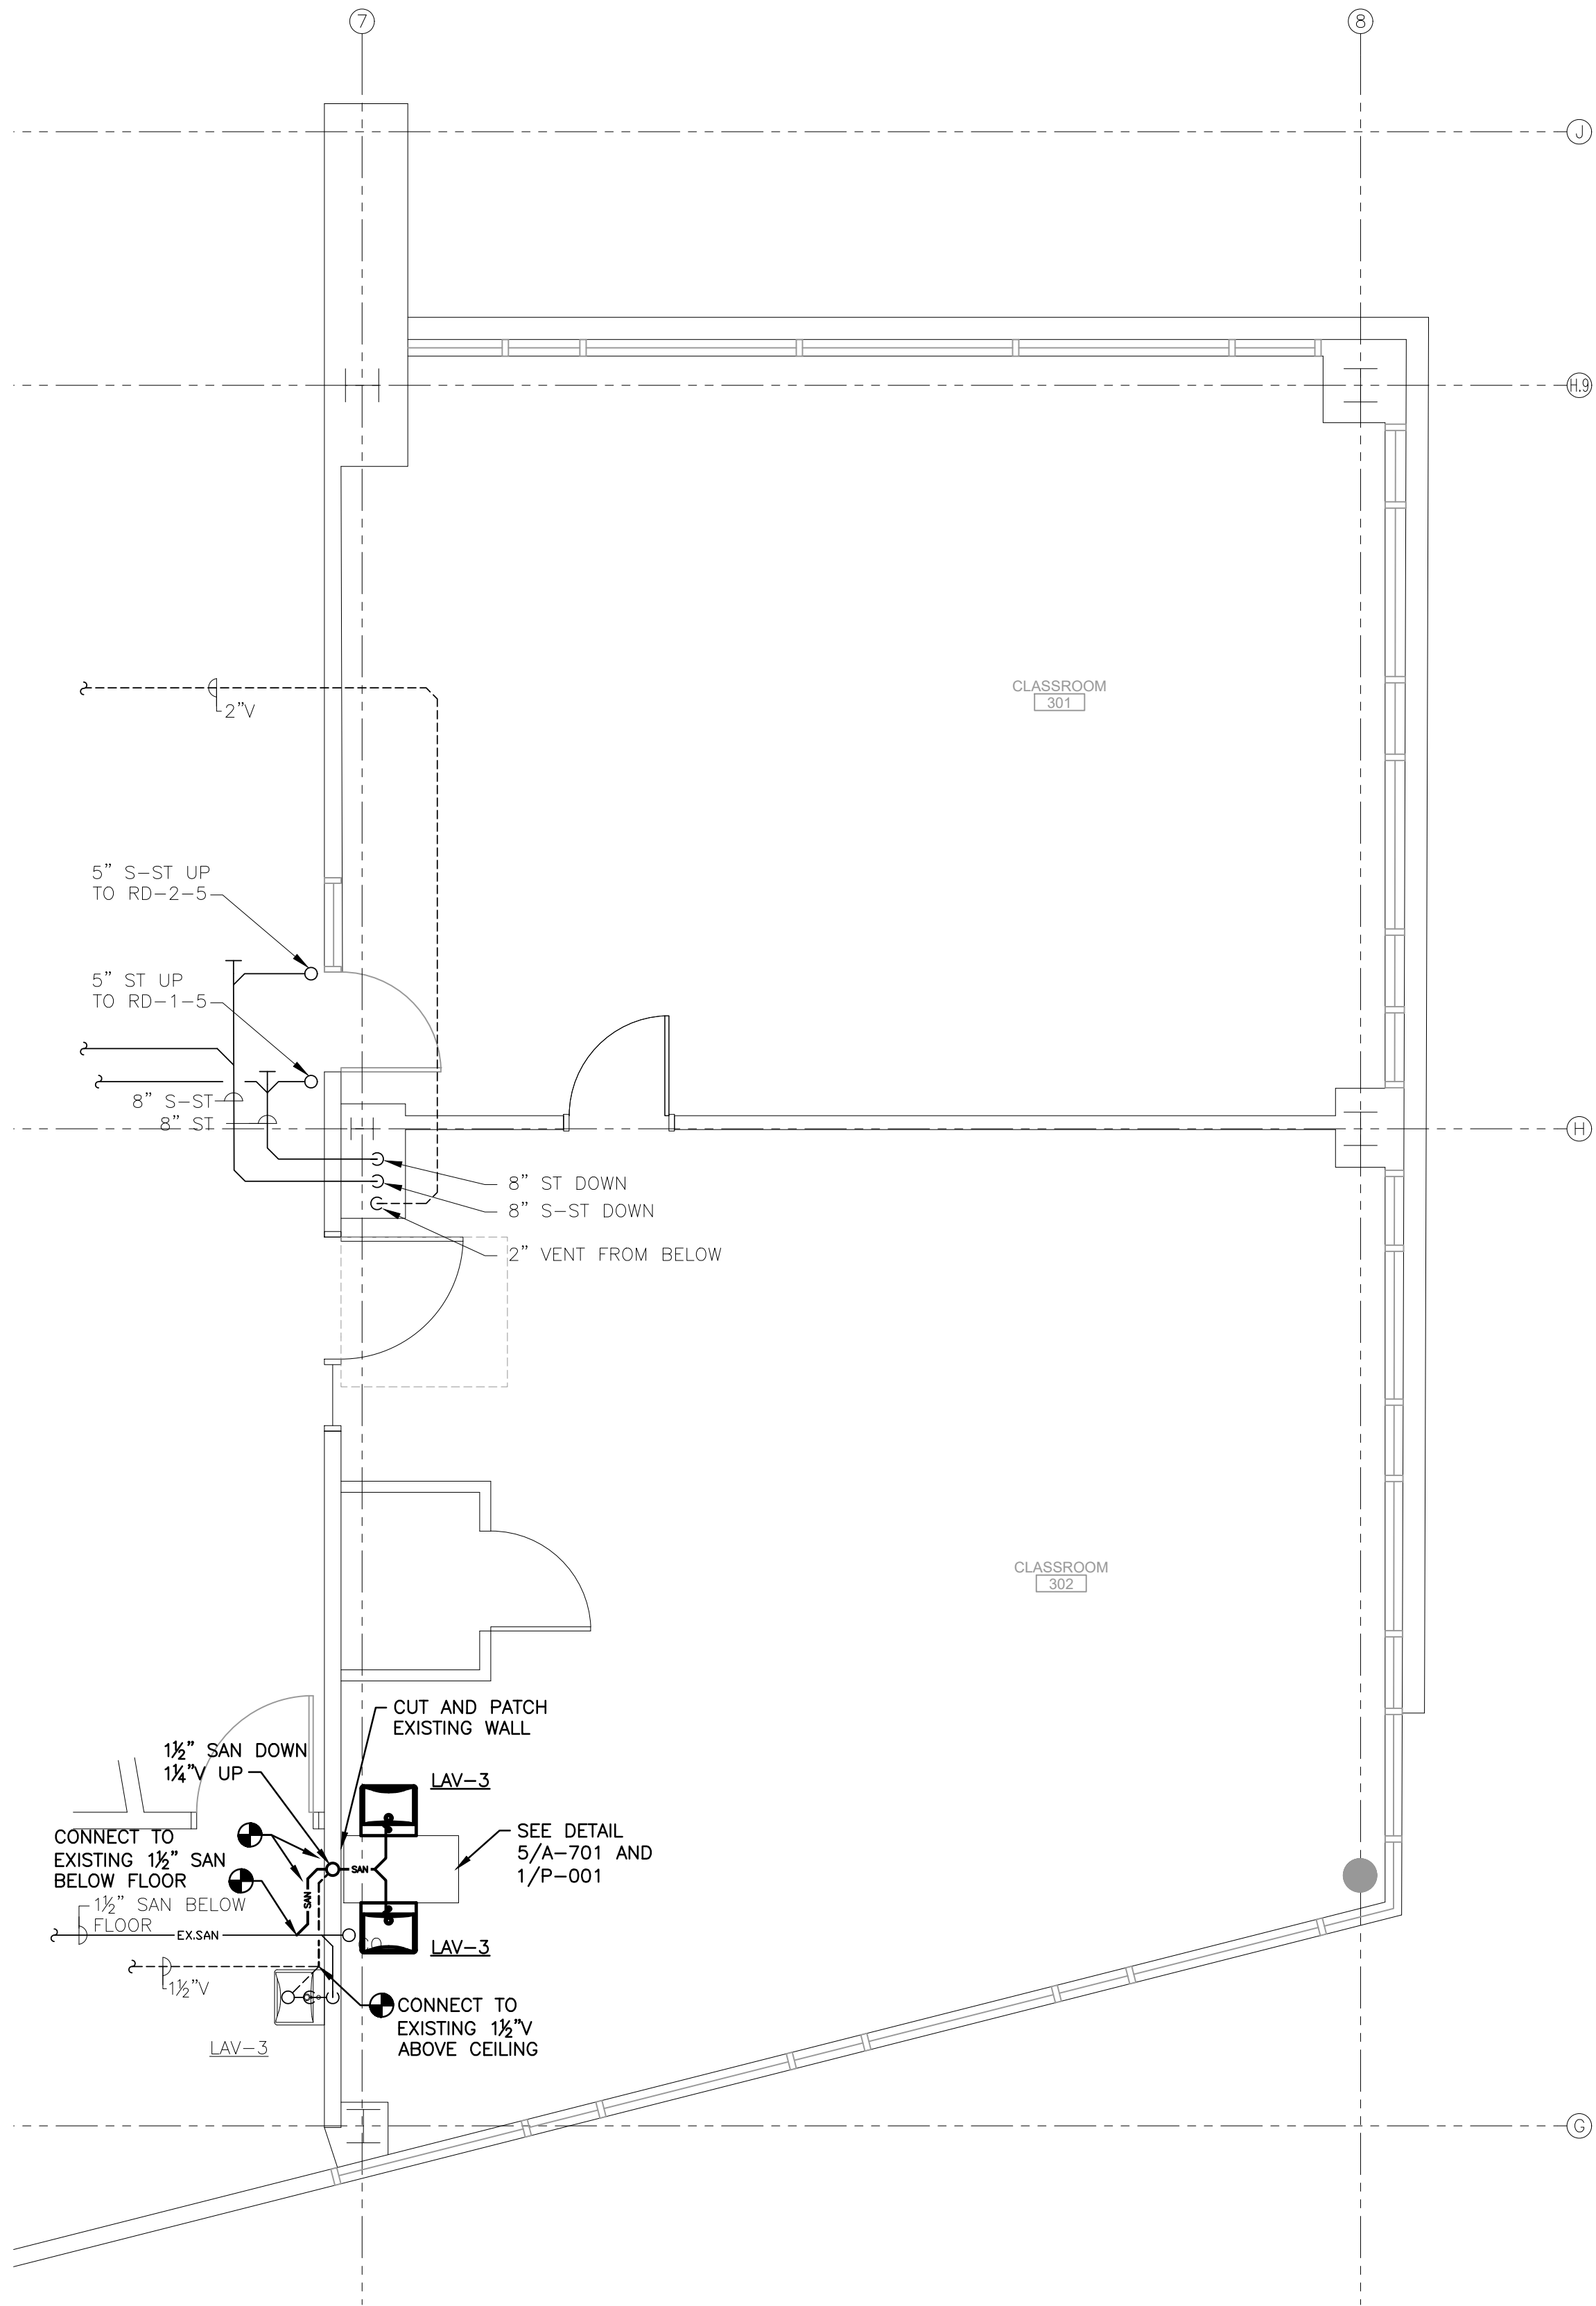 7
8
J
H.9
CLASSROOM
301
2"V
5" S-ST UP
TO RD-2-5
5" ST UP
TO RD-1-5
8" S-ST
8" ST
H
8" ST DOWN
8" S-ST DOWN
2" VENT FROM BELOW
CLASSROOM
302
CUT AND PATCH
EXISTING WALL
1½" SAN DOWN
1¼"V UP
LAV-3
SEE DETAIL
5/A-701 AND
1/P-001
CONNECT TO
EXISTING 1½" SAN
BELOW FLOOR
SAN
SAN
1½" SAN BELOW
FLOOR
EX.SAN
CO
LAV-3
1½"V
CONNECT TO
EXISTING 1½"V
ABOVE CEILING
LAV-3
G